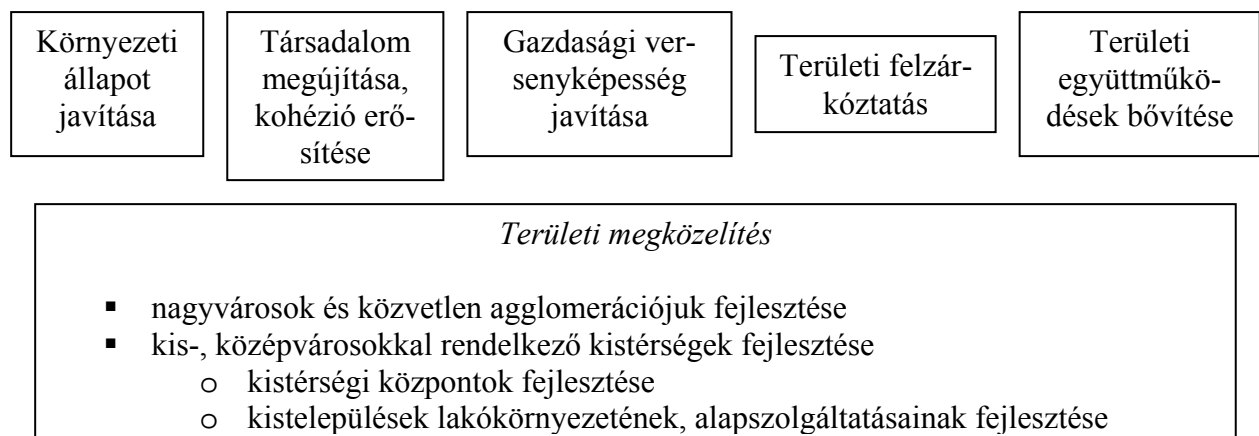 Környezeti
állapot
javítása
Társadalom
megújítása,
kohézió erő-
sítése
Gazdasági ver-
senyképesség
javítása
Területi felzár-
kóztatás
Területi
együttműkö-
dések bővítése
Területi megközelítés
▪ nagyvárosok és közvetlen agglomerációjuk fejlesztése
▪ kis-, középvárosokkal rendelkező kistérségek fejlesztése
o kistérségi központok fejlesztése
o kistelepülések lakókörnyezetének, alapszolgáltatásainak fejlesztése